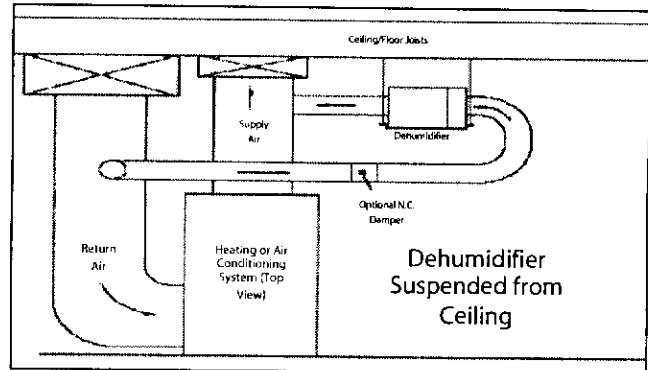 Ceiling/Floor Joists
Supply
Air
Dehumidifier
Optional N.C.
Damper
Return
Air
Heating or Air
Conditioning
System (Top
View)
Dehumidifier
Suspended from
Ceiling